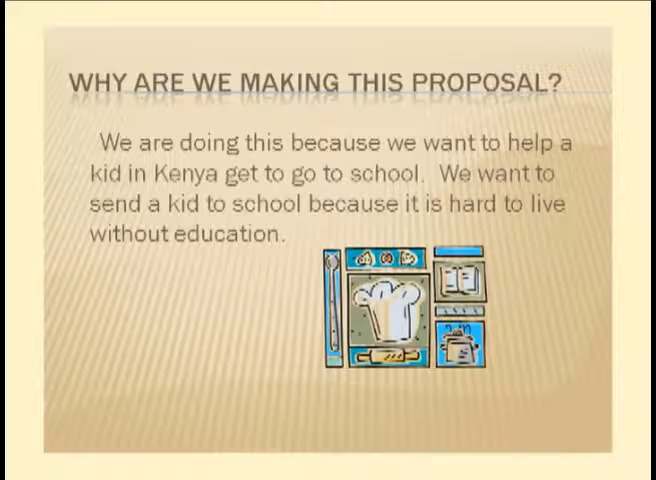 WHY ARE WE MAKING THIS PROPOSAL?
We are doing this because we want to help a
kid in Kenya get to go to school.  We want to
send a kid to school because it is hard to live
without education.